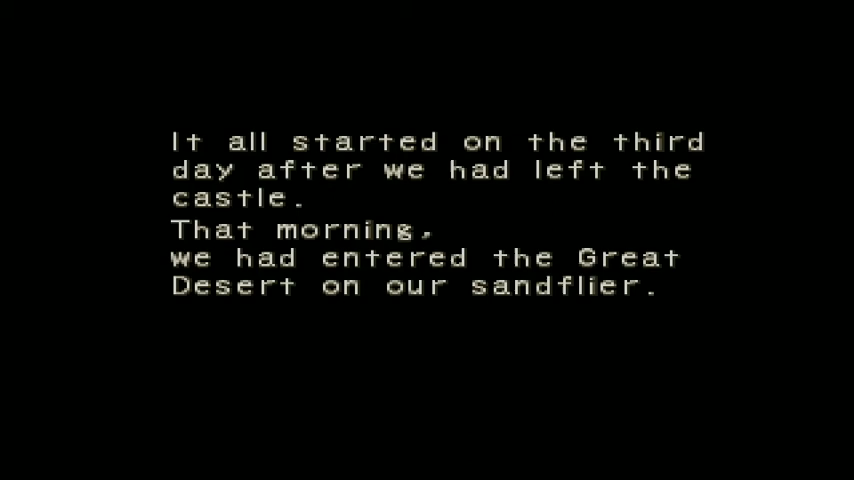 It all started on the third
day after we had left the
castle.
That morning,
we had entered the Great
Desert on our sandflier.